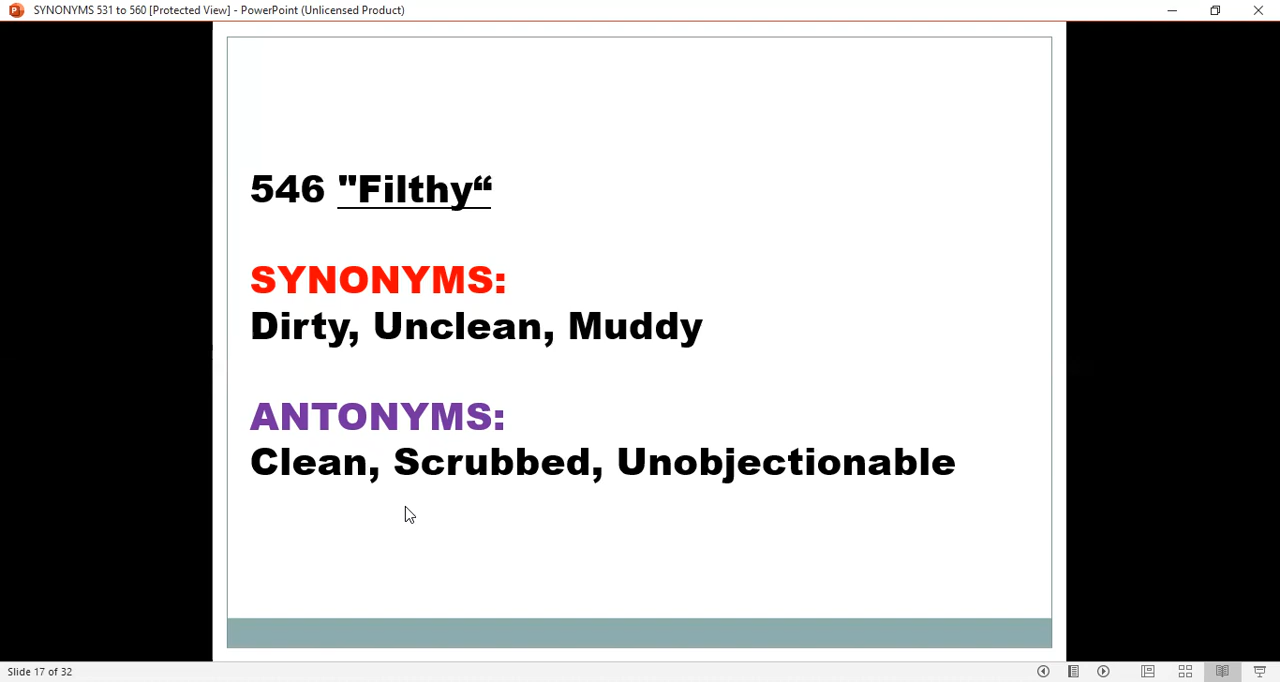 SYNONYMS 531 to 560 [Protected View] - PowerPoint (Unlicensed Product)
546 "Filthy“
SYNONYMS:
Dirty, Unclean, Muddy
ANTONYMS:
Clean, Scrubbed, Unobjectionable
Slide 17 of 32